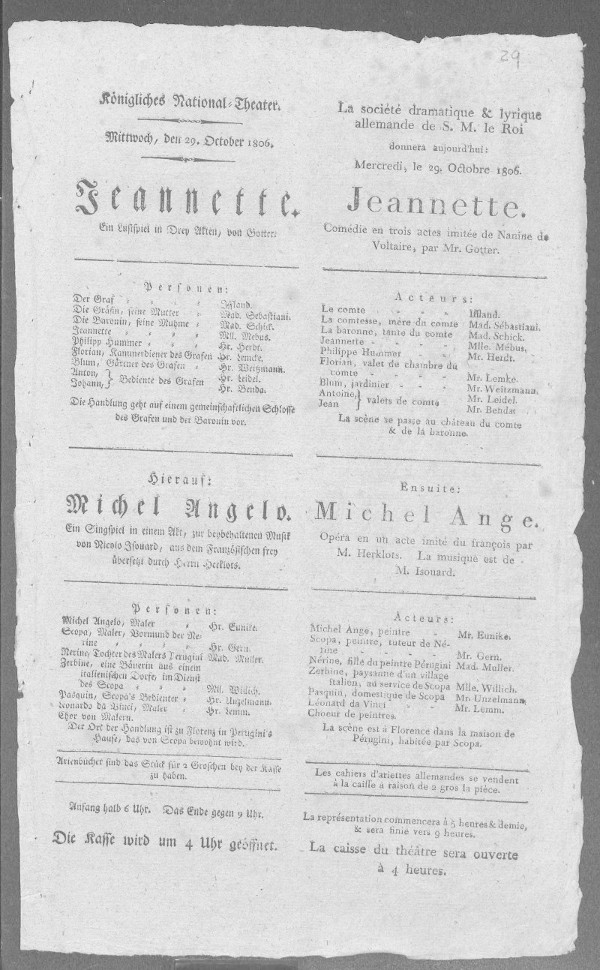 29
Königliches National-Theater.
Mittwoch, den 29. October 1806.
Jeannette.
Ein Lustspiel in Drey Akten, von Gotter.
Personen:
Der Graf " " " " Iffland.
Die Gräfin, seine Mutter " Mad. Sebastiani.
Die Baronin, seine Muhme " Mad. Schick.
Jeannette " " " " Mll. Mebus.
Philipp Hummer " " " Hr. Herdt.
Florian, Kammerdiener des Grafen Hr. Lemcke.
Blum, Gärtner des Grafen " Hr. Weizmann.
Anton, } Bediente des Grafen Hr. Leidel.
Johann, Hr. Benda.
Die Handlung geht auf einem gemeinschaftlichen Schlosse
des Grafen und der Baronin vor.
Hierauf:
Michel Angelo.
Ein Singspiel in einem Akt, zur beybehaltenen Musik
von Nicolo Isouard, aus dem Französischen frey
übersetzt durch Herrn Herklots.
Personen:
Michel Angelo, Maler " Hr. Eunike.
Scopa, Maler, Vormund der Ne-
rine " " " Hr. Gern.
Nerine, Tochter des Malers Perugini Mad. Müller.
Zerbine, eine Bäuerin aus einem
italienischen Dorfe, im Dienst
des Scopa " " " Mll. Willich.
Pasquin, Scopa's Bedienter " Hr. Unzelmann.
Leonardo da Vinci, Maler " Hr. Lemm.
Chor von Malern.
Der Ort der Handlung ist zu Florenz in Perugini's
Hause, das von Scopa bewohnt wird.
Arienbücher sind das Stück für 2 Groschen bey der Kasse
zu haben.
Anfang halb 6 Uhr. Das Ende gegen 9 Uhr.
Die Kasse wird um 4 Uhr geöffnet.
La société dramatique & lyrique
allemande de S. M. le Roi
donnera aujourd'hui:
Mercredi, le 29. Octobre 1806.
Jeannette.
Comédie en trois actes imitée de Nanine de
Voltaire, par Mr. Gotter.
Acteurs:
Le comte - - - - Iffland.
La comtesse, mére du comte Mad. Sébastiani.
La baronne, tante du comte Mad. Schick.
Jeannette - - - - Mlle. Mébus.
Philippe Hummer - - Mr. Herdt.
Florian, valet de chambre du
comte - - - - Mr. Lemke.
Blum, jardinier - - - Mr. Weitzmann.
Antoine, } valets de comte Mr. Leidel.
Jean Mr. Benda.
La scène se passe au château du comte
& de la baronne.
Ensuite:
Michel Ange.
Opéra en un acte imité du françois par
M. Herklots. La musique est de
M. Isouard.
Acteurs:
Michel Ange, peintre - Mr. Eunike.
Scopa, peintre, tuteur de Né-
rine - - - - Mr. Gern.
Nérine, fille du peintre Pérugini Mad. Muller.
Zerbine, paysanne d'un village
italien, au service de Scopa Mlle. Willich.
Pasquin, domestique de Scopa Mr. Unzelmann.
Léonard da Vinci - - Mr. Lemm.
Choeur de peintres.
La scène est à Florence dans la maison de
Pérugini, habitée par Scopa.
Les cahiers d'ariettes allemandes se vendent
à la caisse à raison de 2 gros la pièce.
La représentation commencera à 5 heures & demie,
& sera finie vers 9 heures.
La caisse du théâtre sera ouverte
à 4 heures.